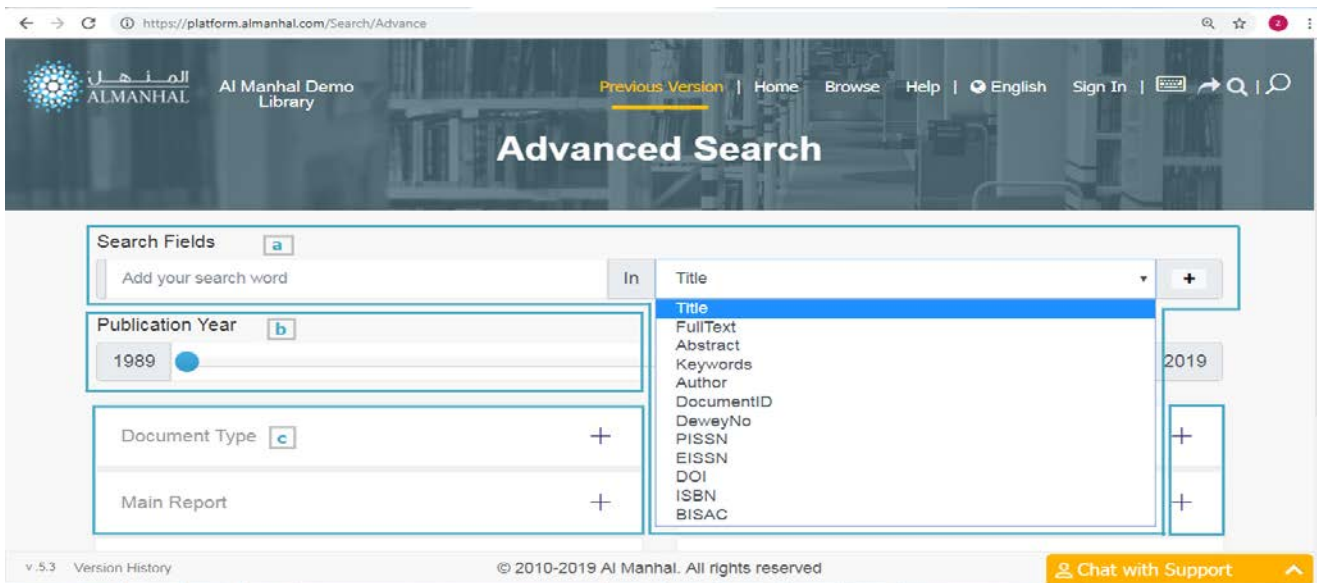 https://platform.almanhal.com/Search/Advance
z
المنهل
ALMANHAL
Al Manhal Demo
Library
Previous Version | Home Browse Help | English Sign In |
Advanced Search
Search Fields a
Add your search word In Title +
Title
FullText
Abstract
Keywords
Author
DocumentID
DeweyNo
PISSN
EISSN
DOI
ISBN
BISAC
Publication Year b
1989 2019
Document Type c + +
Main Report + +
v .5.3 Version History © 2010-2019 Al Manhal. All rights reserved Chat with Support